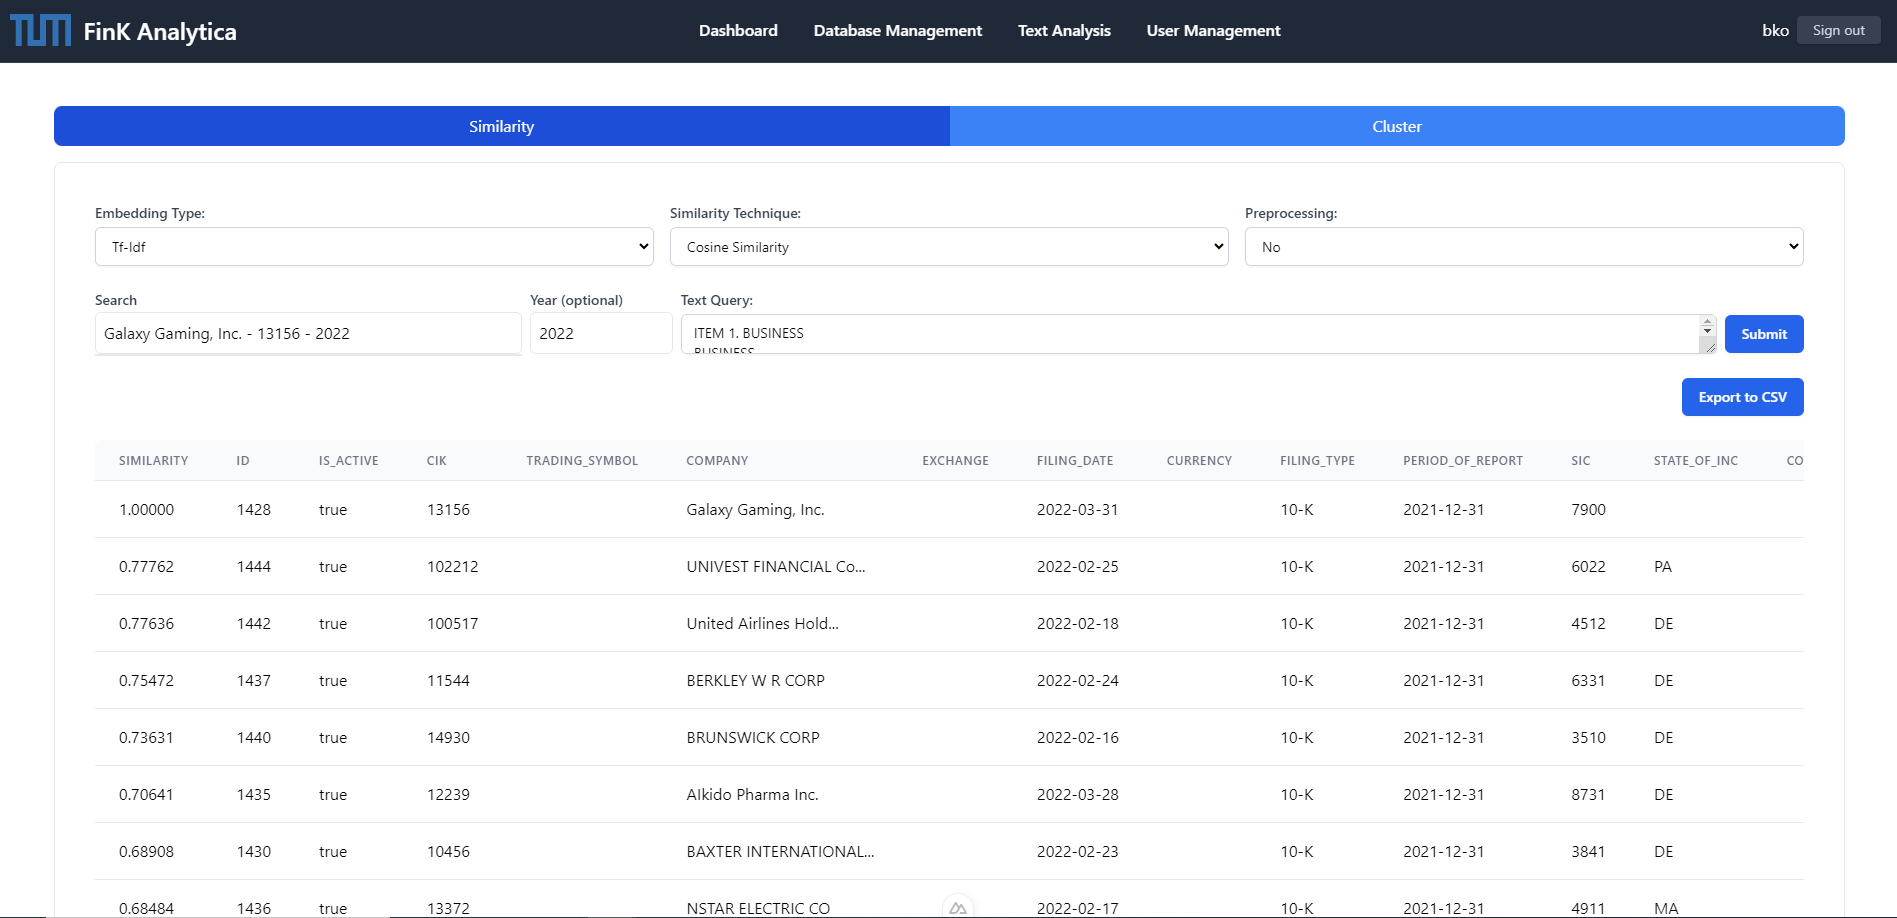 TUM FinK Analytica Dashboard Database Management Text Analysis User Management bko Sign out
Similarity Cluster
Embedding Type: Similarity Technique: Preprocessing:
Tf-Idf Cosine Similarity No
Search Year (optional) Text Query:
Galaxy Gaming, Inc. - 13156 - 2022 2022 ITEM 1. BUSINESS Submit
BUSINESS
Export to CSV
SIMILARITY ID IS_ACTIVE CIK TRADING_SYMBOL COMPANY EXCHANGE FILING_DATE CURRENCY FILING_TYPE PERIOD_OF_REPORT SIC STATE_OF_INC CO
1.00000 1428 true 13156 Galaxy Gaming, Inc. 2022-03-31 10-K 2021-12-31 7900
0.77762 1444 true 102212 UNIVEST FINANCIAL Co... 2022-02-25 10-K 2021-12-31 6022 PA
0.77636 1442 true 100517 United Airlines Hold... 2022-02-18 10-K 2021-12-31 4512 DE
0.75472 1437 true 11544 BERKLEY W R CORP 2022-02-24 10-K 2021-12-31 6331 DE
0.73631 1440 true 14930 BRUNSWICK CORP 2022-02-16 10-K 2021-12-31 3510 DE
0.70641 1435 true 12239 AIkido Pharma Inc. 2022-03-28 10-K 2021-12-31 8731 DE
0.68908 1430 true 10456 BAXTER INTERNATIONAL... 2022-02-23 10-K 2021-12-31 3841 DE
0.68484 1436 true 13372 NSTAR ELECTRIC CO 2022-02-17 10-K 2021-12-31 4911 MA